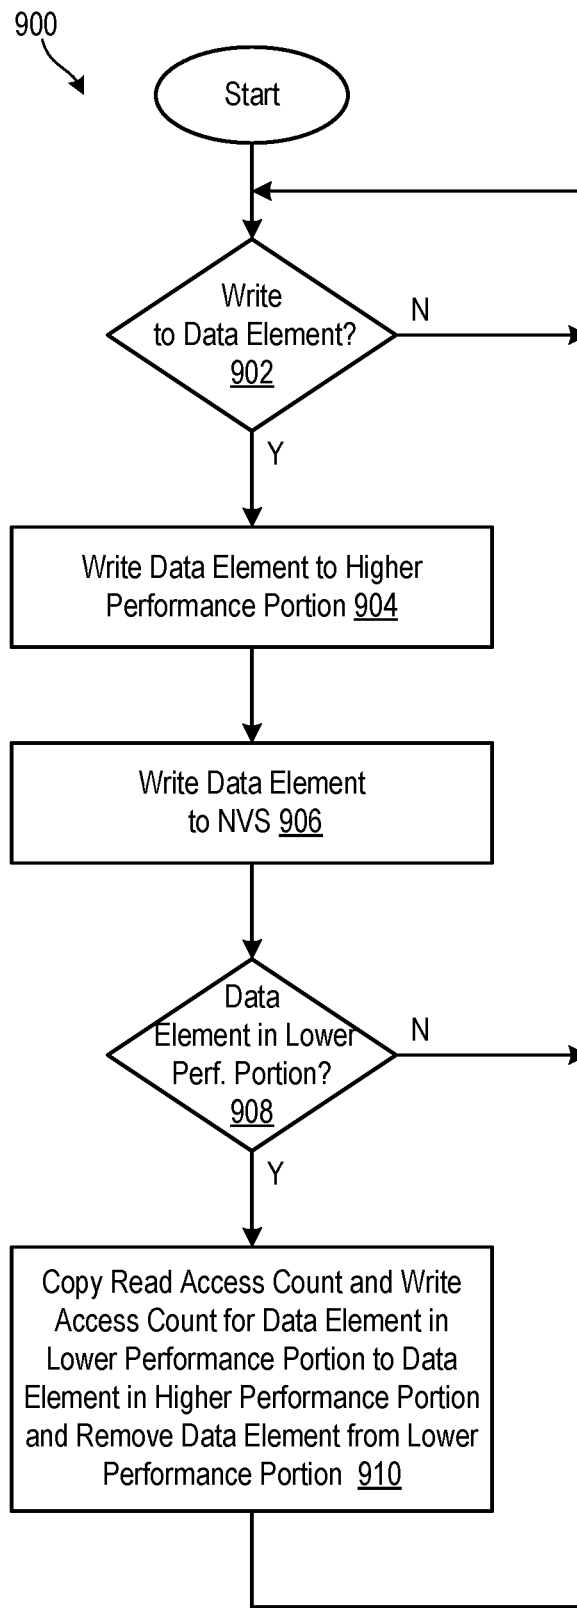 900
Start
Write
to Data Element?
902
N
Y
Write Data Element to Higher
Performance Portion 904
Write Data Element
to NVS 906
Data
Element in Lower
Perf. Portion?
908
N
Y
Copy Read Access Count and Write
Access Count for Data Element in
Lower Performance Portion to Data
Element in Higher Performance Portion
and Remove Data Element from Lower
Performance Portion 910